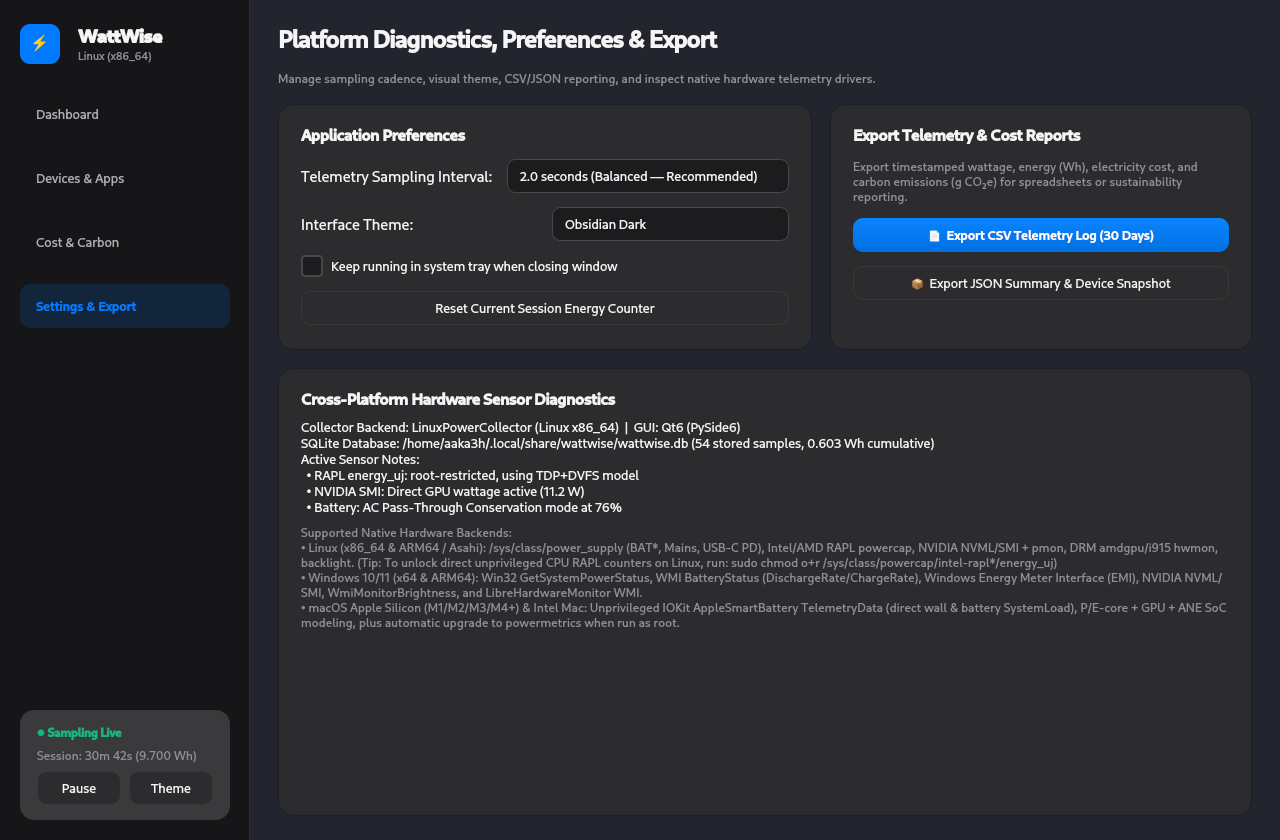 WattWise
Linux (x86_64)
Dashboard
Devices & Apps
Cost & Carbon
Settings & Export
● Sampling Live
Session: 30m 42s (9.700 Wh)
Pause
Theme
Platform Diagnostics, Preferences & Export
Manage sampling cadence, visual theme, CSV/JSON reporting, and inspect native hardware telemetry drivers.
Application Preferences
Telemetry Sampling Interval:
2.0 seconds (Balanced — Recommended)
Interface Theme:
Obsidian Dark
Keep running in system tray when closing window
Reset Current Session Energy Counter
Export Telemetry & Cost Reports
Export timestamped wattage, energy (Wh), electricity cost, and
carbon emissions (g CO₂e) for spreadsheets or sustainability
reporting.
Export CSV Telemetry Log (30 Days)
Export JSON Summary & Device Snapshot
Cross-Platform Hardware Sensor Diagnostics
Collector Backend: LinuxPowerCollector (Linux x86_64) | GUI: Qt6 (PySide6)
SQLite Database: /home/aaka3h/.local/share/wattwise/wattwise.db (54 stored samples, 0.603 Wh cumulative)
Active Sensor Notes:
• RAPL energy_uj: root-restricted, using TDP+DVFS model
• NVIDIA SMI: Direct GPU wattage active (11.2 W)
• Battery: AC Pass-Through Conservation mode at 76%
Supported Native Hardware Backends:
• Linux (x86_64 & ARM64 / Asahi): /sys/class/power_supply (BAT*, Mains, USB-C PD), Intel/AMD RAPL powercap, NVIDIA NVML/SMI + pmon, DRM amdgpu/i915 hwmon,
backlight. (Tip: To unlock direct unprivileged CPU RAPL counters on Linux, run: sudo chmod o+r /sys/class/powercap/intel-rapl*/energy_uj)
• Windows 10/11 (x64 & ARM64): Win32 GetSystemPowerStatus, WMI BatteryStatus (DischargeRate/ChargeRate), Windows Energy Meter Interface (EMI), NVIDIA NVML/
SMI, WmiMonitorBrightness, and LibreHardwareMonitor WMI.
• macOS Apple Silicon (M1/M2/M3/M4+) & Intel Mac: Unprivileged IOKit AppleSmartBattery TelemetryData (direct wall & battery SystemLoad), P/E-core + GPU + ANE SoC
modeling, plus automatic upgrade to powermetrics when run as root.